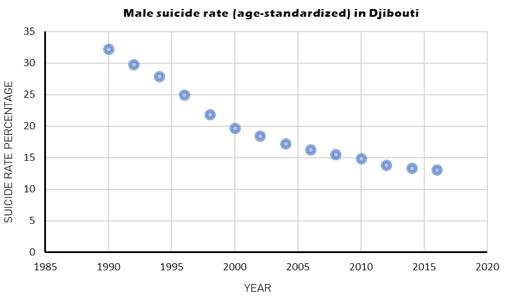 Male suicide rate (age-standardized) in Djibouti
SUICIDE RATE PERCENTAGE
35
30
25
20
15
10
5
0
1985 1990 1995 2000 2005 2010 2015 2020
YEAR